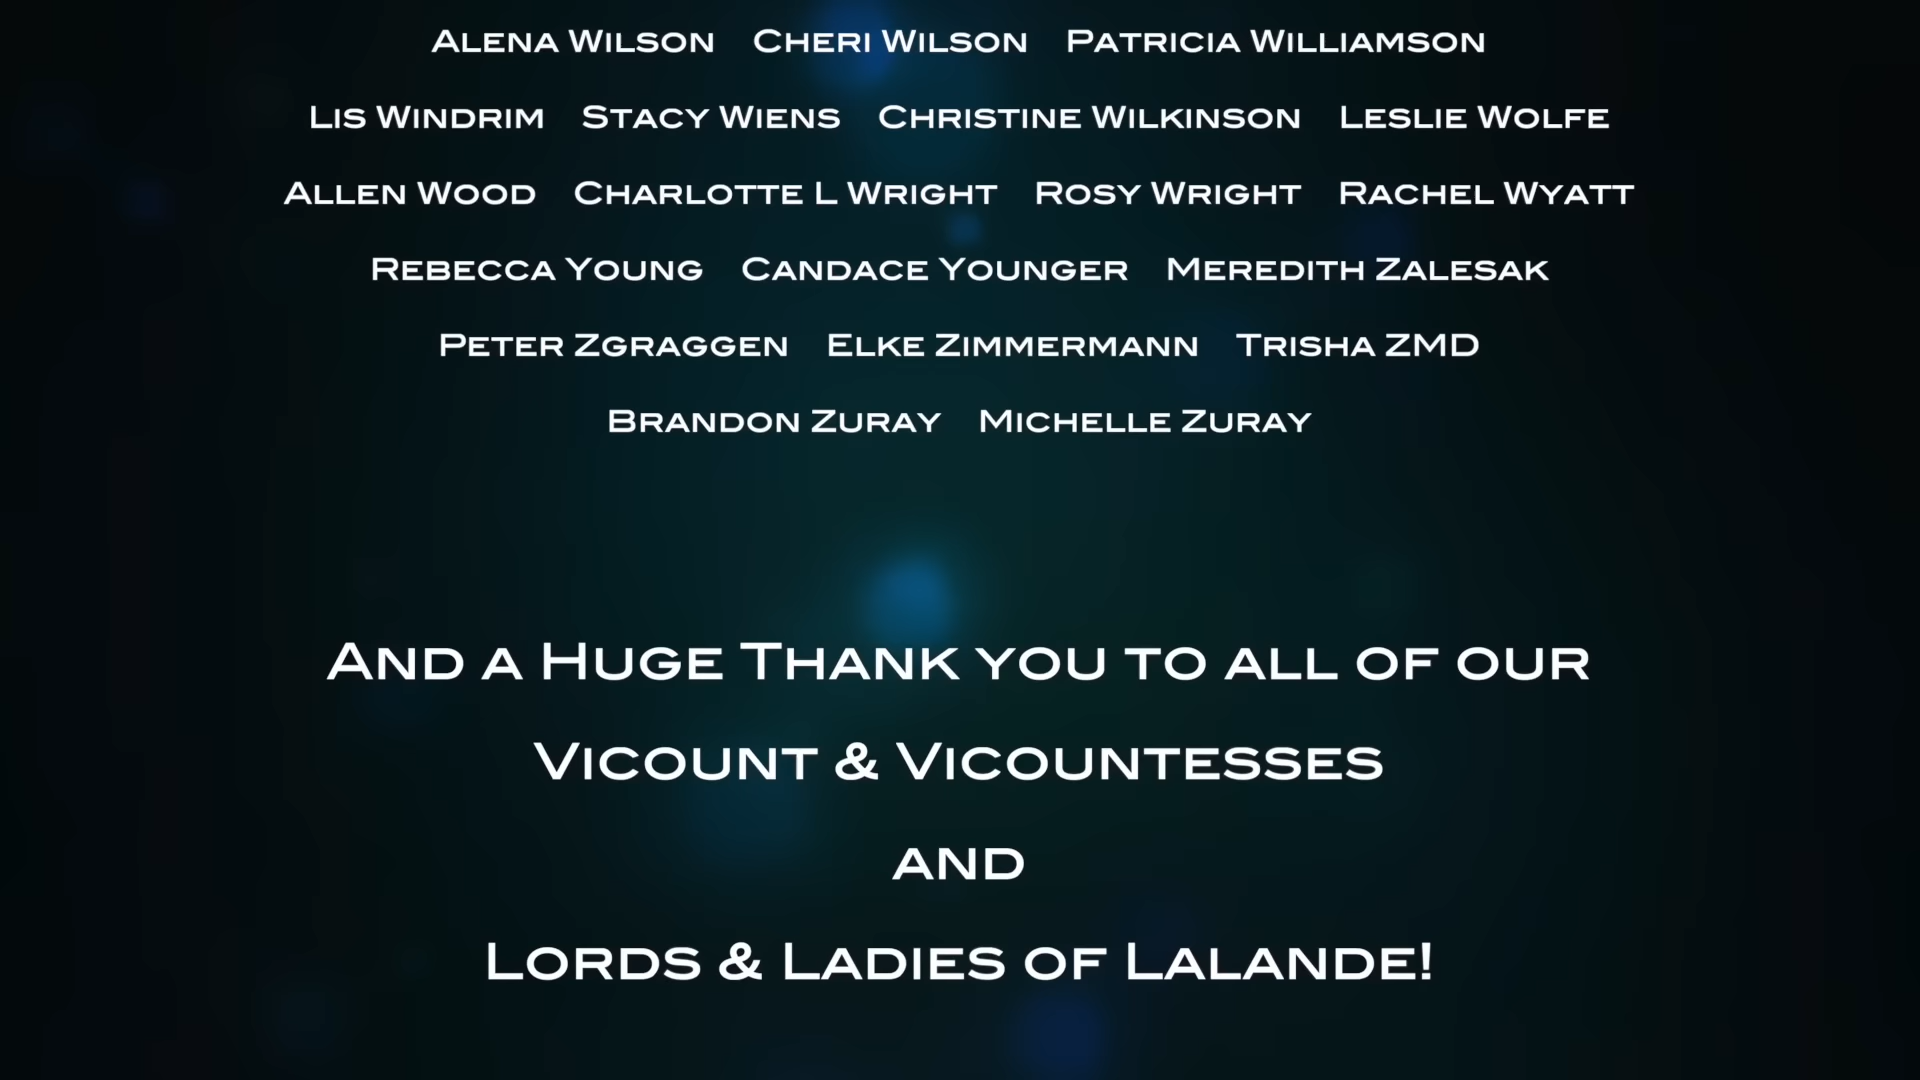 Alena Wilson Cheri Wilson Patricia Williamson
Lis Windrim Stacy Wiens Christine Wilkinson Leslie Wolfe
Allen Wood Charlotte L Wright Rosy Wright Rachel Wyatt
Rebecca Young Candace Younger Meredith Zalesak
Peter Zgraggen Elke Zimmermann Trisha ZMD
Brandon Zuray Michelle Zuray
And a Huge Thank you to all of our
Vicount & Vicountesses
and
Lords & Ladies of Lalande!